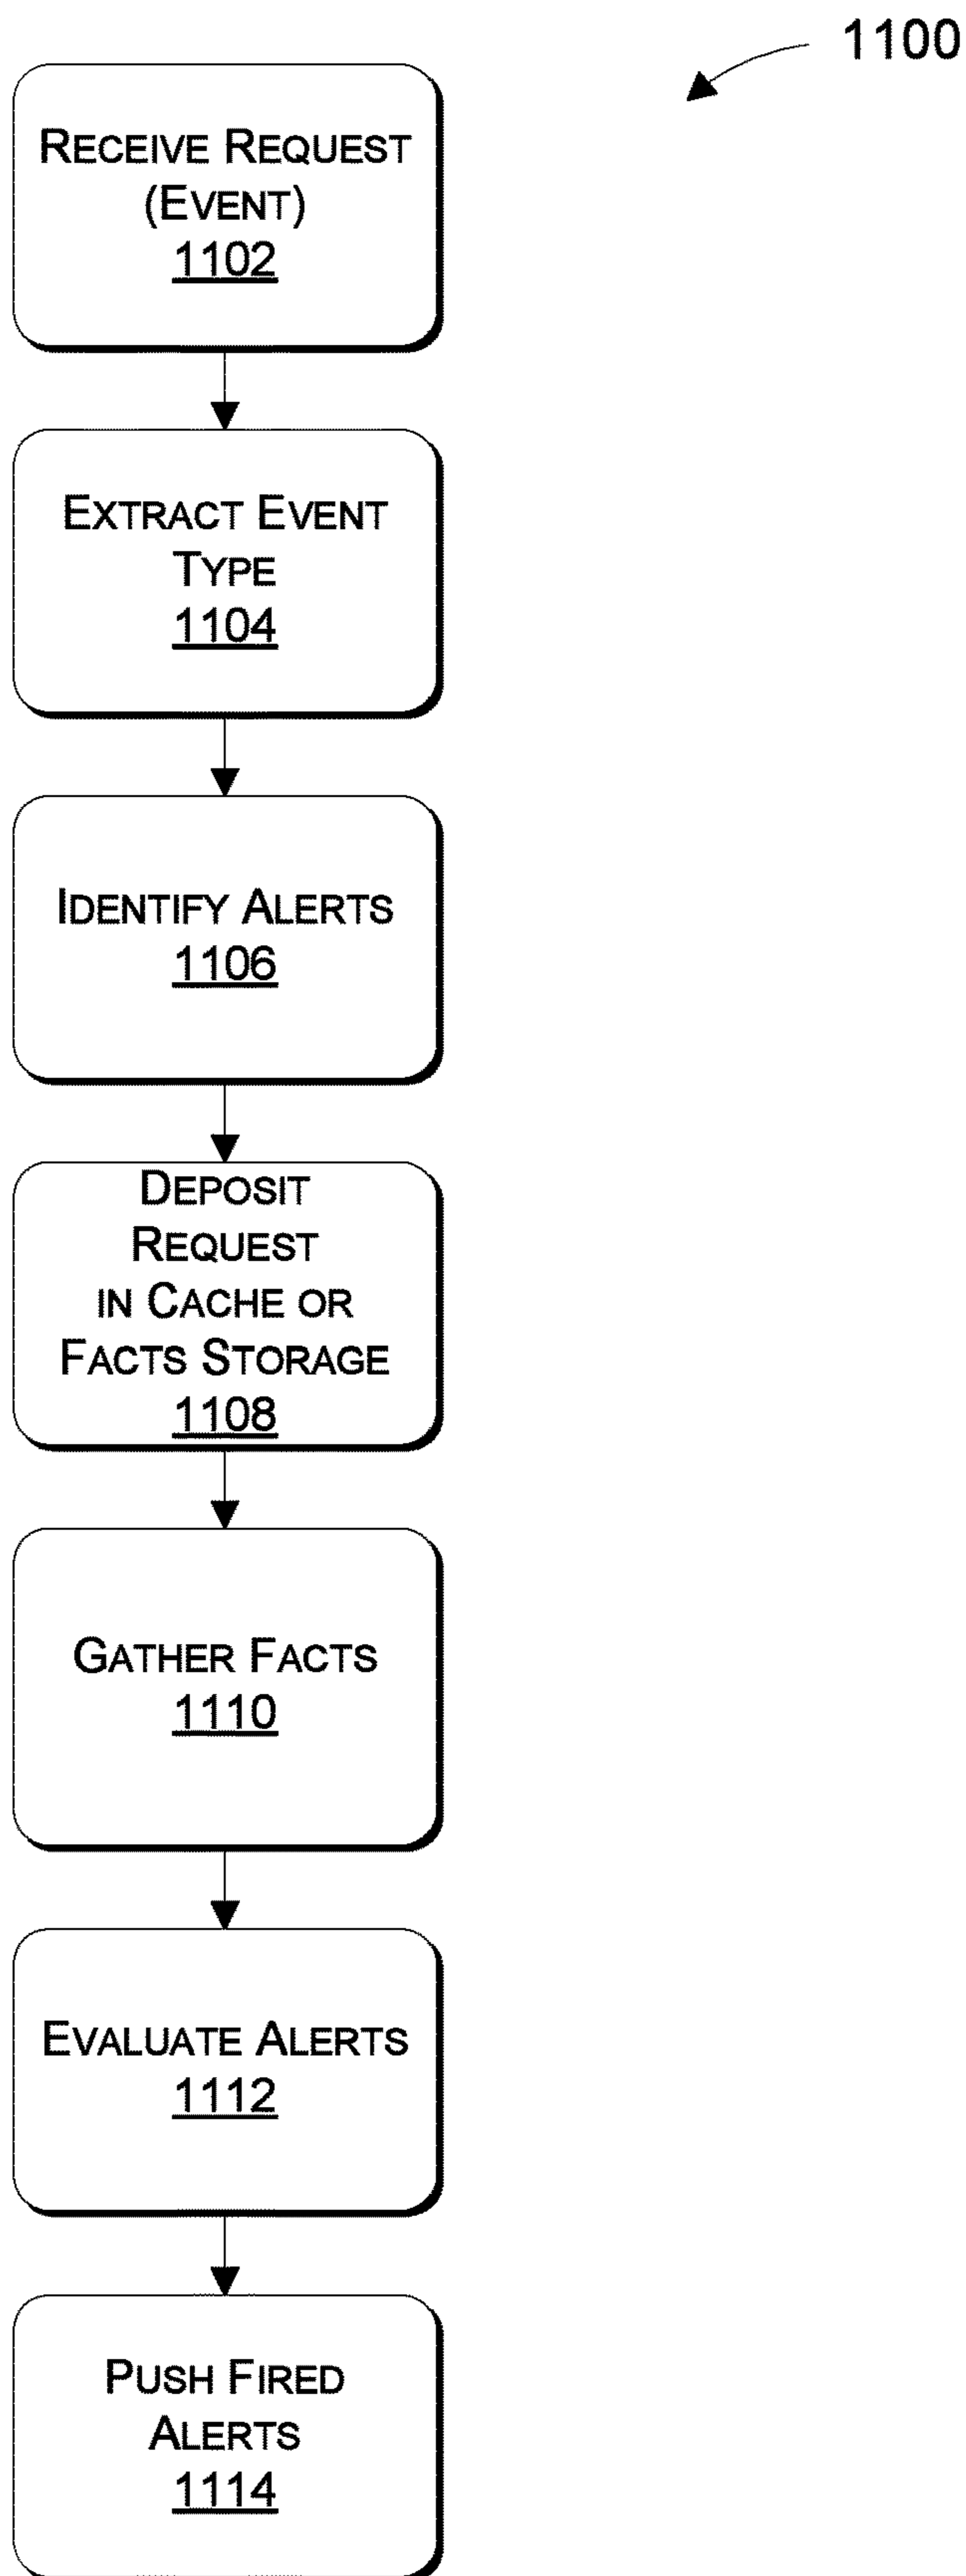 1100
RECEIVE REQUEST
(EVENT)
1102
EXTRACT EVENT
TYPE
1104
IDENTIFY ALERTS
1106
DEPOSIT
REQUEST
IN CACHE OR
FACTS STORAGE
1108
GATHER FACTS
1110
EVALUATE ALERTS
1112
PUSH FIRED
ALERTS
1114